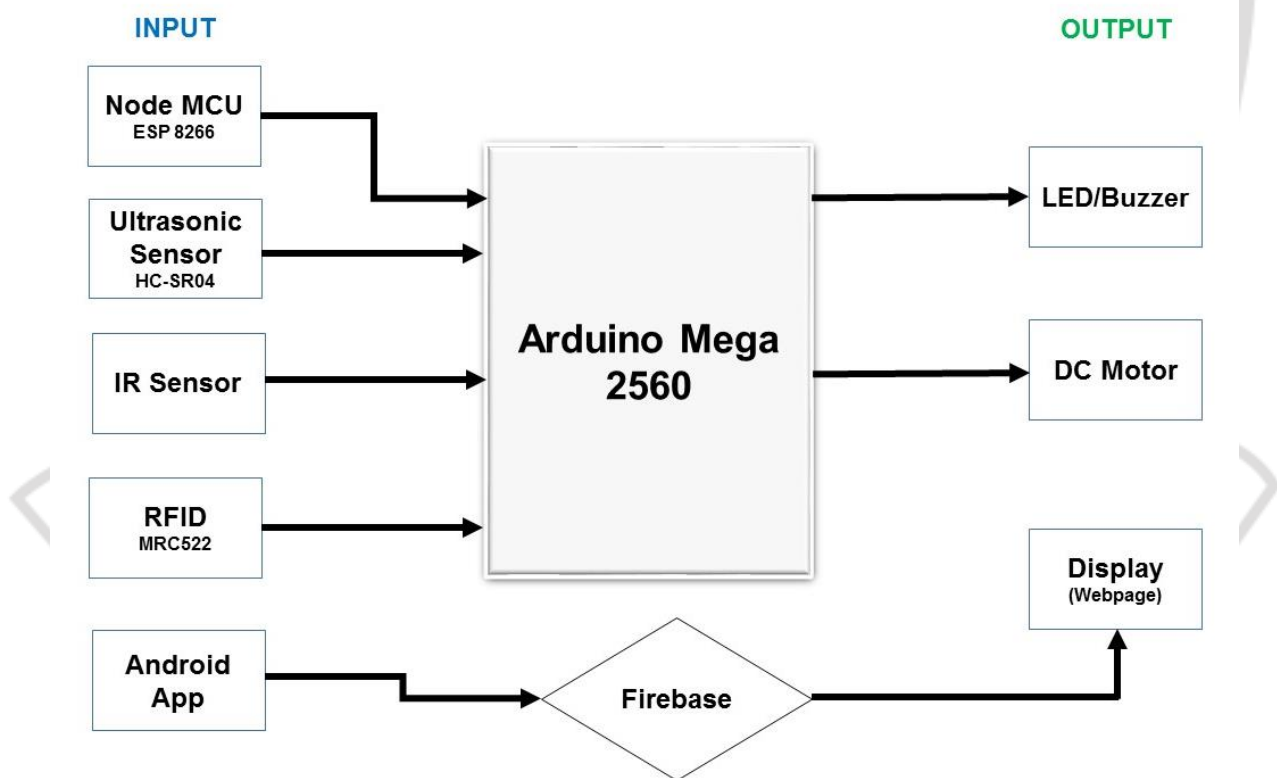 INPUT
OUTPUT
Node MCU
ESP 8266
Ultrasonic
Sensor
HC-SR04
IR Sensor
RFID
MRC522
Android
App
Arduino Mega
2560
Firebase
LED/Buzzer
DC Motor
Display
(Webpage)